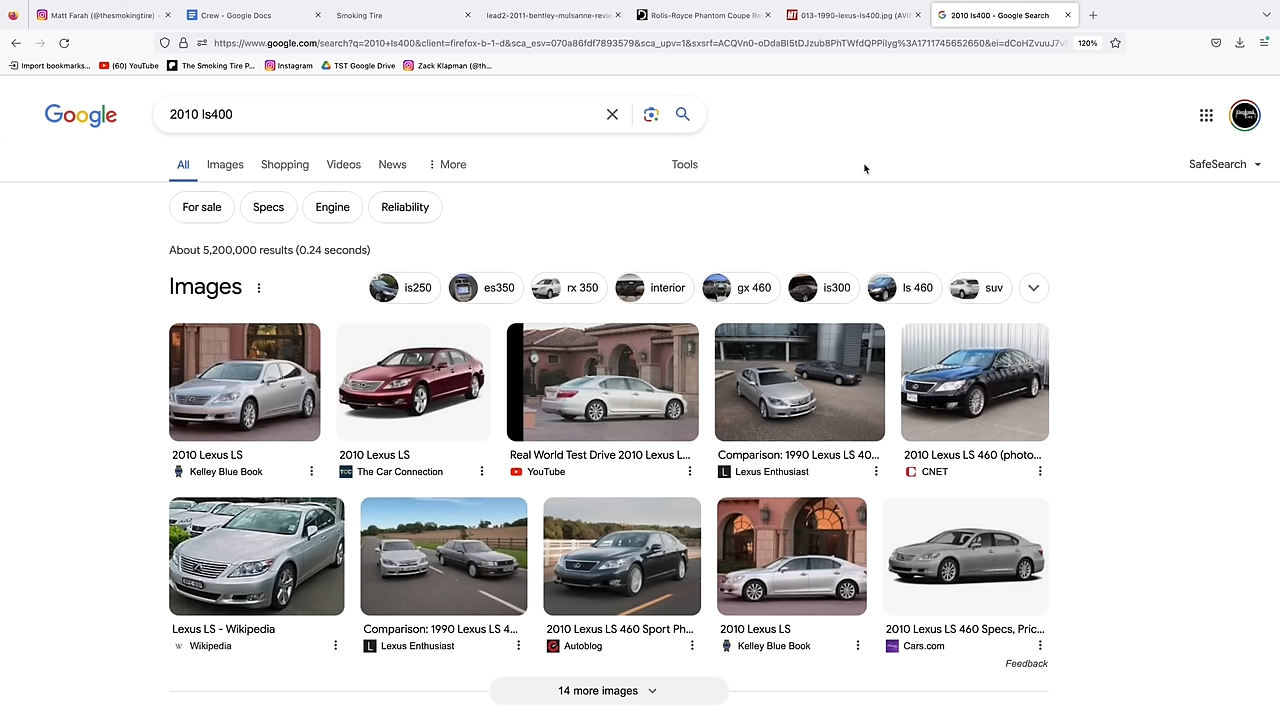 Matt Farah (@thesmokingtire) •
Crew - Google Docs
Smoking Tire
lead2-2011-bentley-mulsanne-revie
Rolls-Royce Phantom Coupe Re
013-1990-lexus-ls400.jpg (AVIF
2010 ls400 - Google Search
120%
Import bookmarks...
(60) YouTube
The Smoking Tire P...
Instagram
TST Google Drive
Zack Klapman (@th...
Google
2010 ls400
All
Images
Shopping
Videos
News
More
Tools
SafeSearch
For sale
Specs
Engine
Reliability
About 5,200,000 results (0.24 seconds)
Images
is250
es350
rx 350
interior
gx 460
is300
ls 460
suv
2010 Lexus LS
Kelley Blue Book
2010 Lexus LS
TCC The Car Connection
Real World Test Drive 2010 Lexus L...
YouTube
Comparison: 1990 Lexus LS 40...
L Lexus Enthusiast
2010 Lexus LS 460 (photo...
CNET
Lexus LS - Wikipedia
W Wikipedia
Comparison: 1990 Lexus LS 4...
L Lexus Enthusiast
2010 Lexus LS 460 Sport Ph...
Autoblog
2010 Lexus LS
Kelley Blue Book
2010 Lexus LS 460 Specs, Pric...
Cars.com
Feedback
14 more images